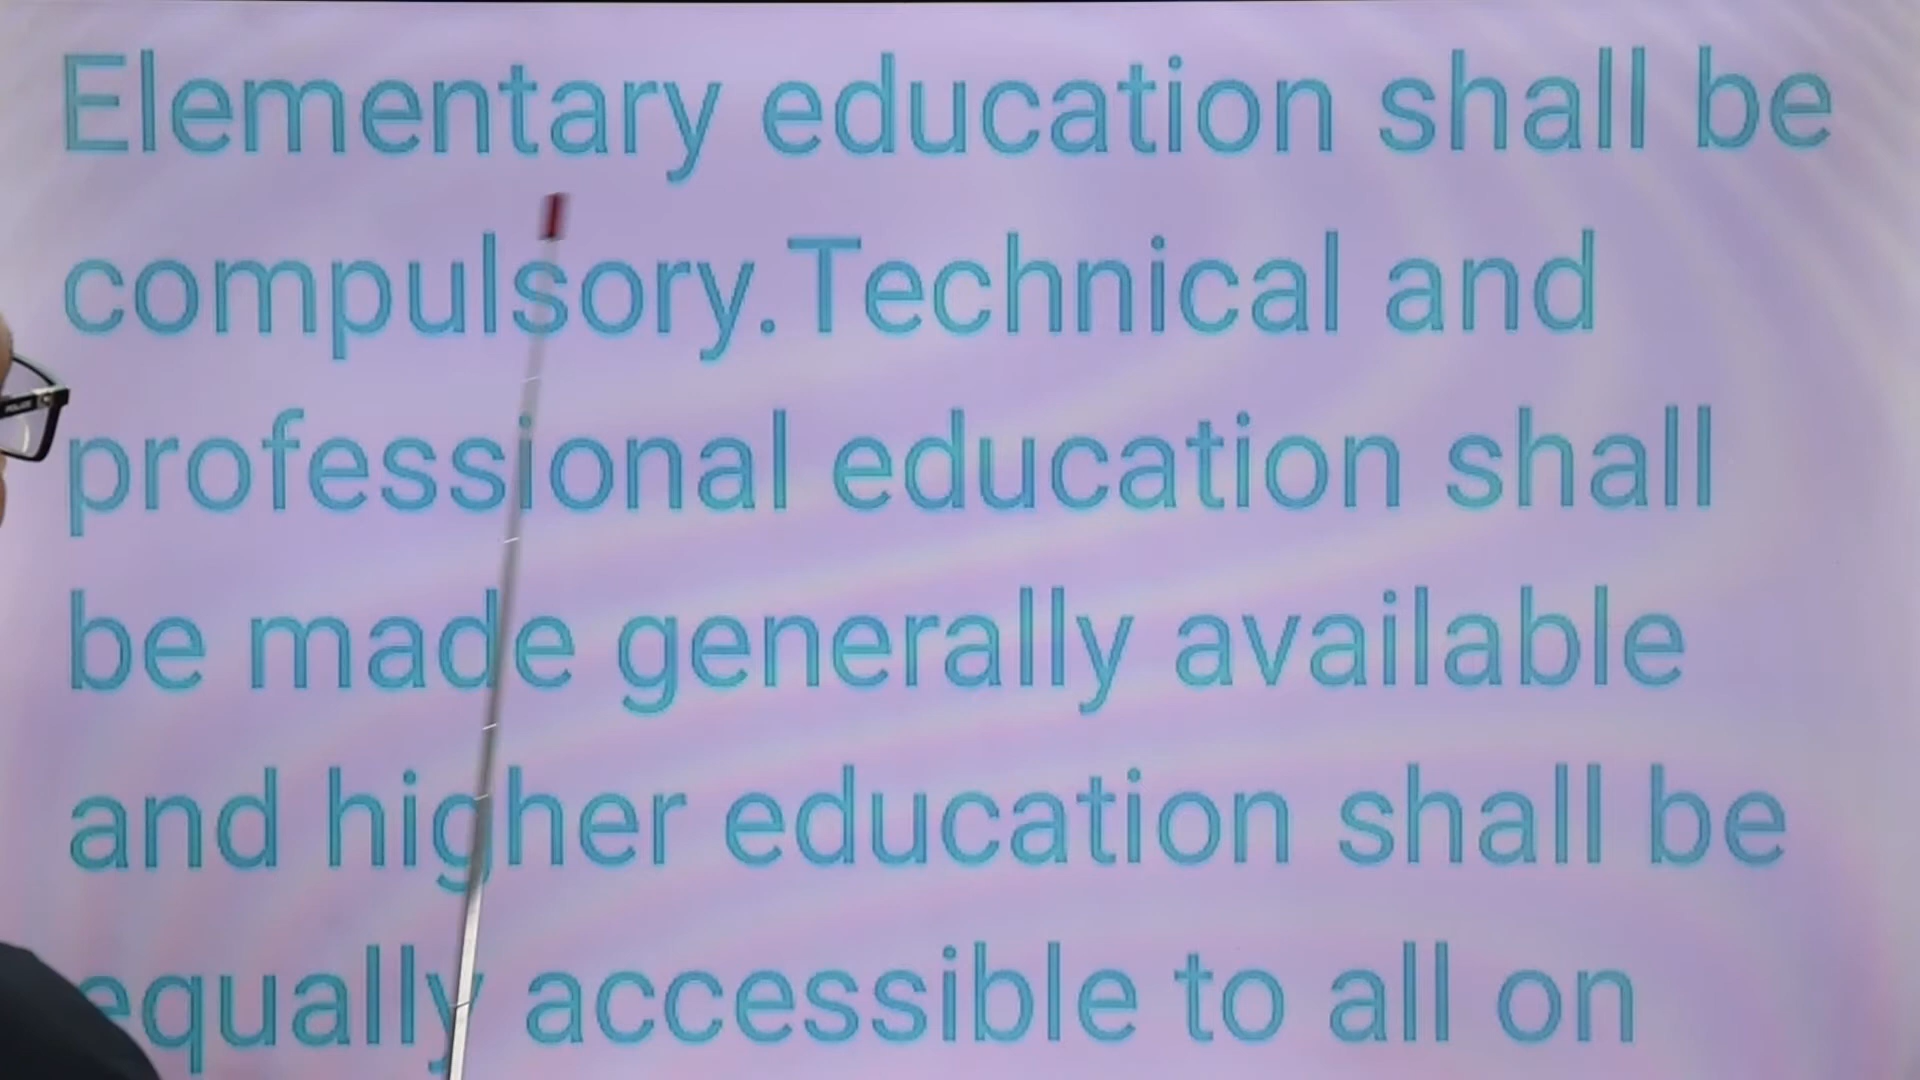 Elementary education shall be
compulsory.Technical and
professional education shall
be made generally available
and higher education shall be
equally accessible to all on